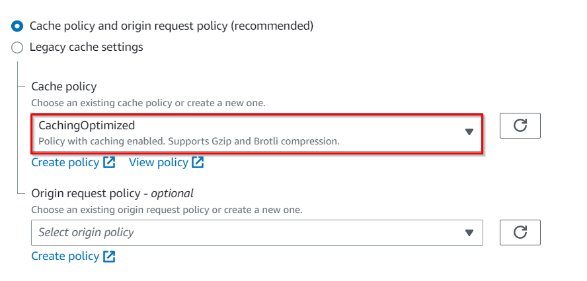 Cache policy and origin request policy (recommended)
Legacy cache settings
Cache policy
Choose an existing cache policy or create a new one.
CachingOptimized
Policy with caching enabled. Supports Gzip and Brotli compression.
Create policy View policy
Origin request policy - optional
Choose an existing origin request policy or create a new one.
Select origin policy
Create policy